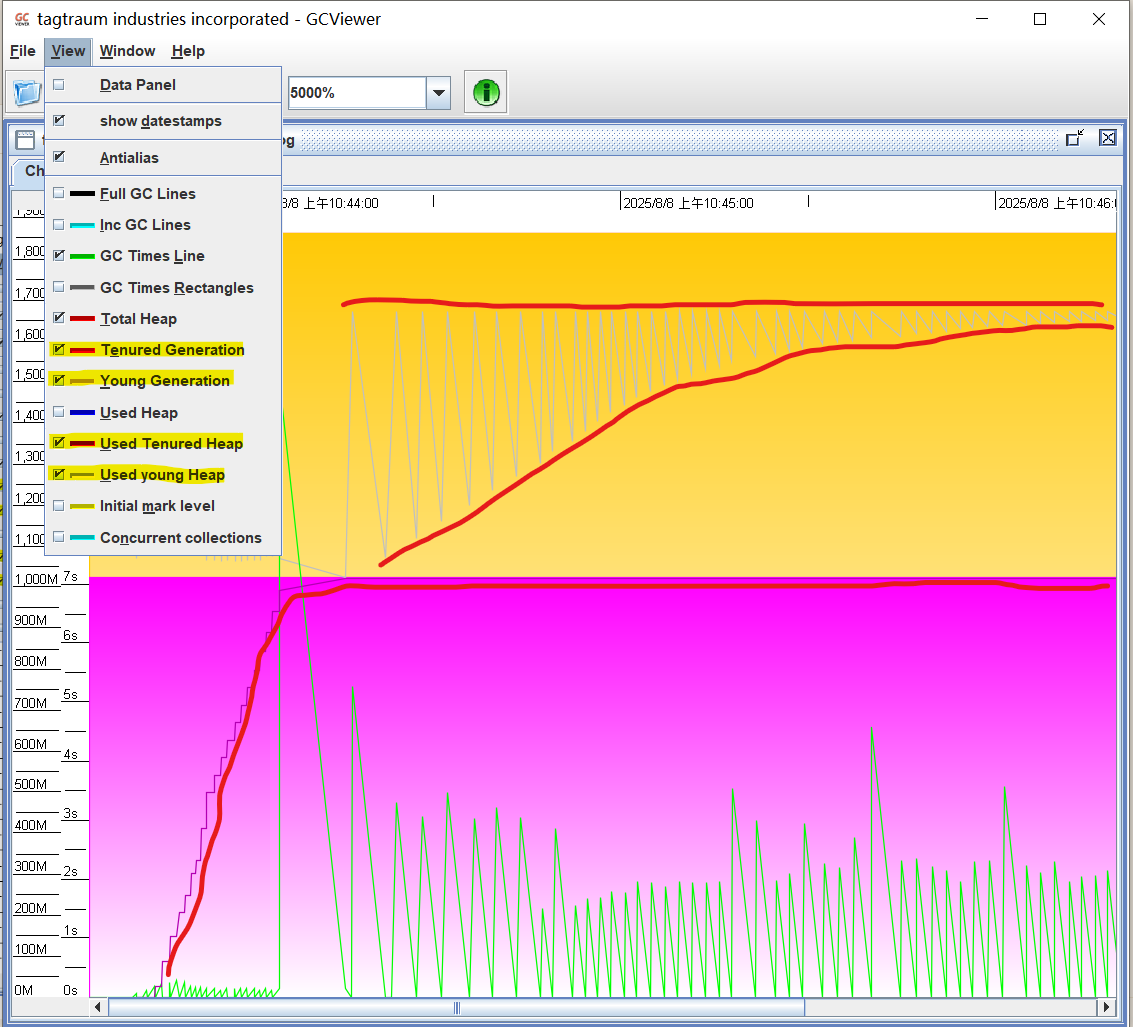 tagtraum industries incorporated - GCViewer
File View Window Help
Data Panel
5000%
show datestamps
Antialias
Full GC Lines
Inc GC Lines
GC Times Line
GC Times Rectangles
Total Heap
Tenured Generation
Young Generation
Used Heap
Used Tenured Heap
Used young Heap
Initial mark level
Concurrent collections
og
Ch
8/8 上午10:44:00
2025/8/8 上午10:45:00
2025/8/8 上午10:46:0
1,900
1,800
1,700
1,600
1,500
1,400
1,300
1,200
1,100
1,000M 7s
900M
6s
800M
700M
5s
600M
4s
500M
3s
400M
300M
2s
200M
1s
100M
0M 0s